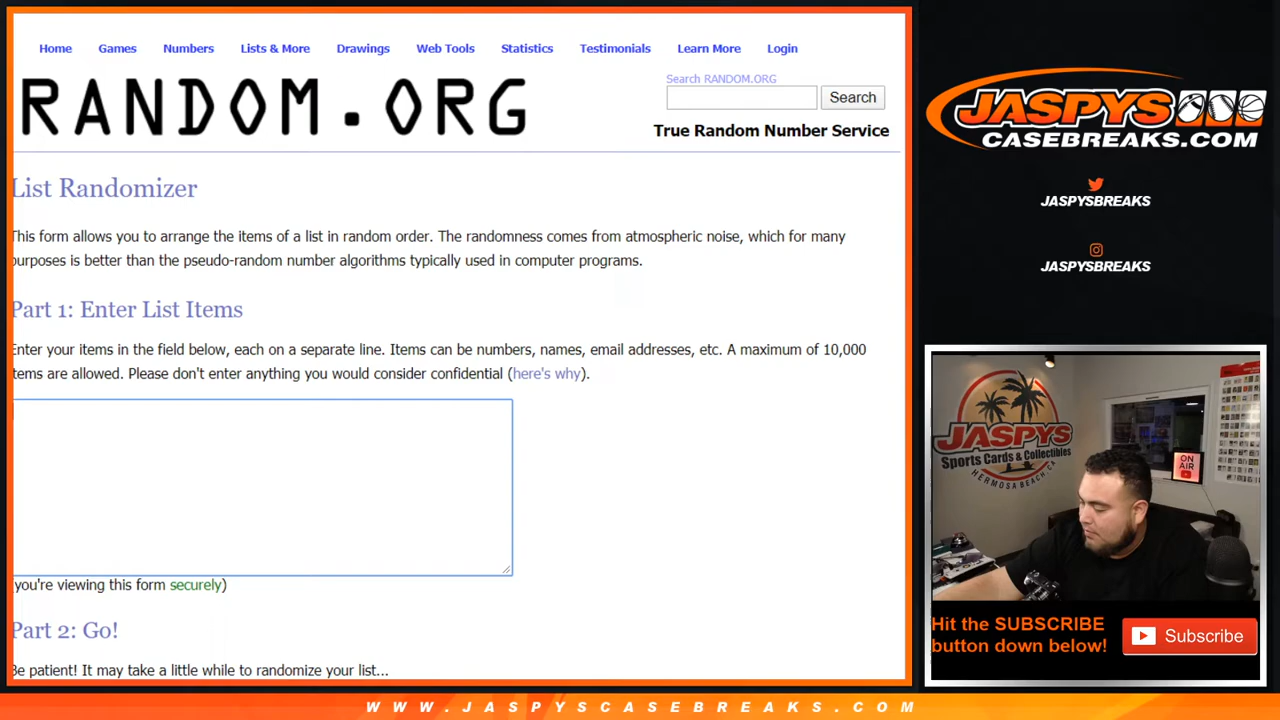 Home Games Numbers Lists & More Drawings Web Tools Statistics Testimonials Learn More Login
RANDOM.ORG
Search RANDOM.ORG
Search
True Random Number Service
List Randomizer
This form allows you to arrange the items of a list in random order. The randomness comes from atmospheric noise, which for many
purposes is better than the pseudo-random number algorithms typically used in computer programs.
Part 1: Enter List Items
Enter your items in the field below, each on a separate line. Items can be numbers, names, email addresses, etc. A maximum of 10,000
items are allowed. Please don't enter anything you would consider confidential (here's why).
(you're viewing this form securely)
Part 2: Go!
Be patient! It may take a little while to randomize your list...
JASPYS
CASEBREAKS.COM
JASPYSBREAKS
JASPYSBREAKS
JASPYS
Sports Cards & Collectibles
HERMOSA BEACH, CA
ON
AIR
Hit the SUBSCRIBE
button down below!
Subscribe
WWW.JASPYSCASEBREAKS.COM